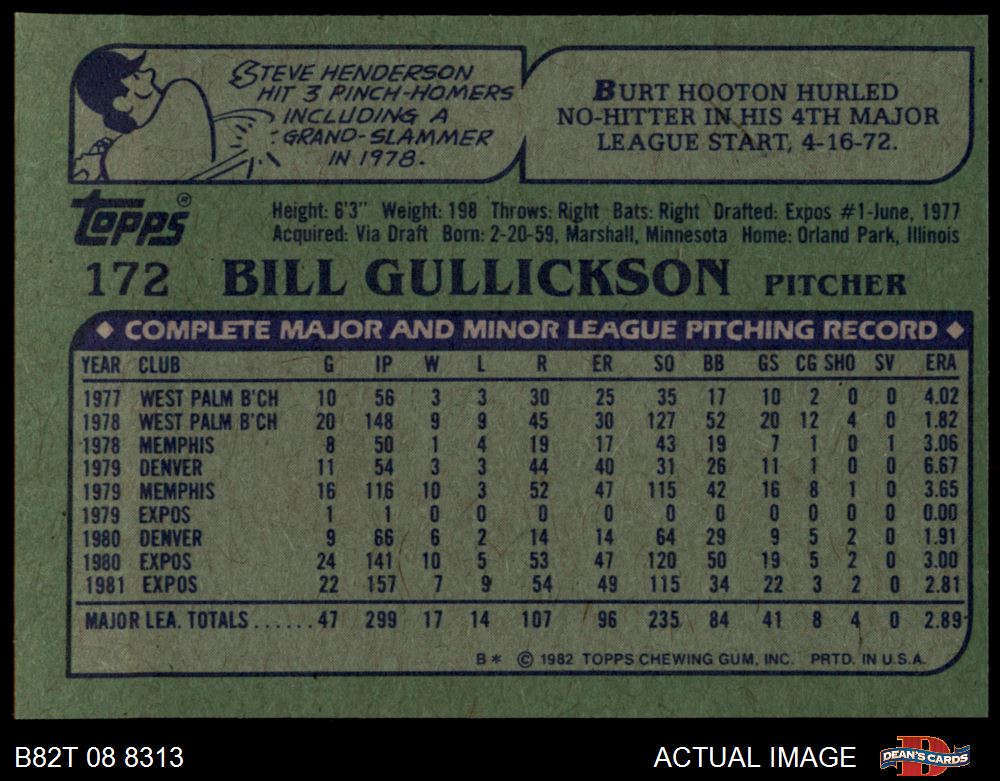 STEVE HENDERSON
HIT 3 PINCH-HOMERS
INCLUDING A
GRAND-SLAMMER
IN 1978.
BURT HOOTON HURLED
NO-HITTER IN HIS 4TH MAJOR
LEAGUE START, 4-16-72.
TOPPS®
Height: 6'3" Weight: 198 Throws: Right Bats: Right Drafted: Expos #1-June, 1977
Acquired: Via Draft Born: 2-20-59, Marshall, Minnesota Home: Orland Park, Illinois
172 BILL GULLICKSON PITCHER
◆ COMPLETE MAJOR AND MINOR LEAGUE PITCHING RECORD ◆
YEAR CLUB G IP W L R ER SO BB GS CG SHO SV ERA
1977 WEST PALM B'CH 10 56 3 3 30 25 35 17 10 2 0 0 4.02
1978 WEST PALM B'CH 20 148 9 9 45 30 127 52 20 12 4 0 1.82
1978 MEMPHIS 8 50 1 4 19 17 43 19 7 1 0 1 3.06
1979 DENVER 11 54 3 3 44 40 31 26 11 1 0 0 6.67
1979 MEMPHIS 16 116 10 3 52 47 115 42 16 8 1 0 3.65
1979 EXPOS 1 1 0 0 0 0 0 0 0 0 0 0 0.00
1980 DENVER 9 66 6 2 14 14 64 29 9 5 2 0 1.91
1980 EXPOS 24 141 10 5 53 47 120 50 19 5 2 0 3.00
1981 EXPOS 22 157 7 9 54 49 115 34 22 3 2 0 2.81
MAJOR LEA. TOTALS......47 299 17 14 107 96 235 84 41 8 4 0 2.89
B* © 1982 TOPPS CHEWING GUM, INC. PRTD. IN U.S.A.
B82T 08 8313 ACTUAL IMAGE DEAN'S CARDS